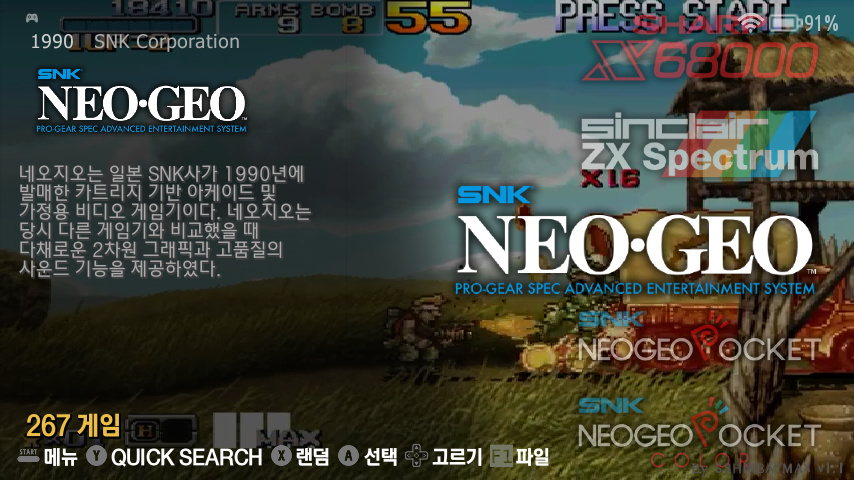 18410 ARMS BOMB 55 PRESS START
9 8
91%
1990 SNK Corporation
SHARP
X68000
SNK
NEO·GEO™
PRO-GEAR SPEC ADVANCED ENTERTAINMENT SYSTEM
sinclair
ZX Spectrum
X16
네오지오는 일본 SNK사가 1990년에
발매한 카트리지 기반 아케이드 및
가정용 비디오 게임기이다. 네오지오는
당시 다른 게임기와 비교했을 때
다채로운 2차원 그래픽과 고품질의
사운드 기능을 제공하였다.
SNK
NEO·GEO™
PRO-GEAR SPEC ADVANCED ENTERTAINMENT SYSTEM
SNK
NEOGEO POCKET
SNK
NEOGEO POCKET
COLOR
267 게임
H
MAX
START 메뉴 Y QUICK SEARCH X 랜덤 A 선택 고르기 F1 파일